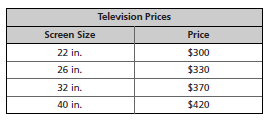 Television Prices
Screen Size Price
22 in. $300
26 in. $330
32 in. $370
40 in. $420